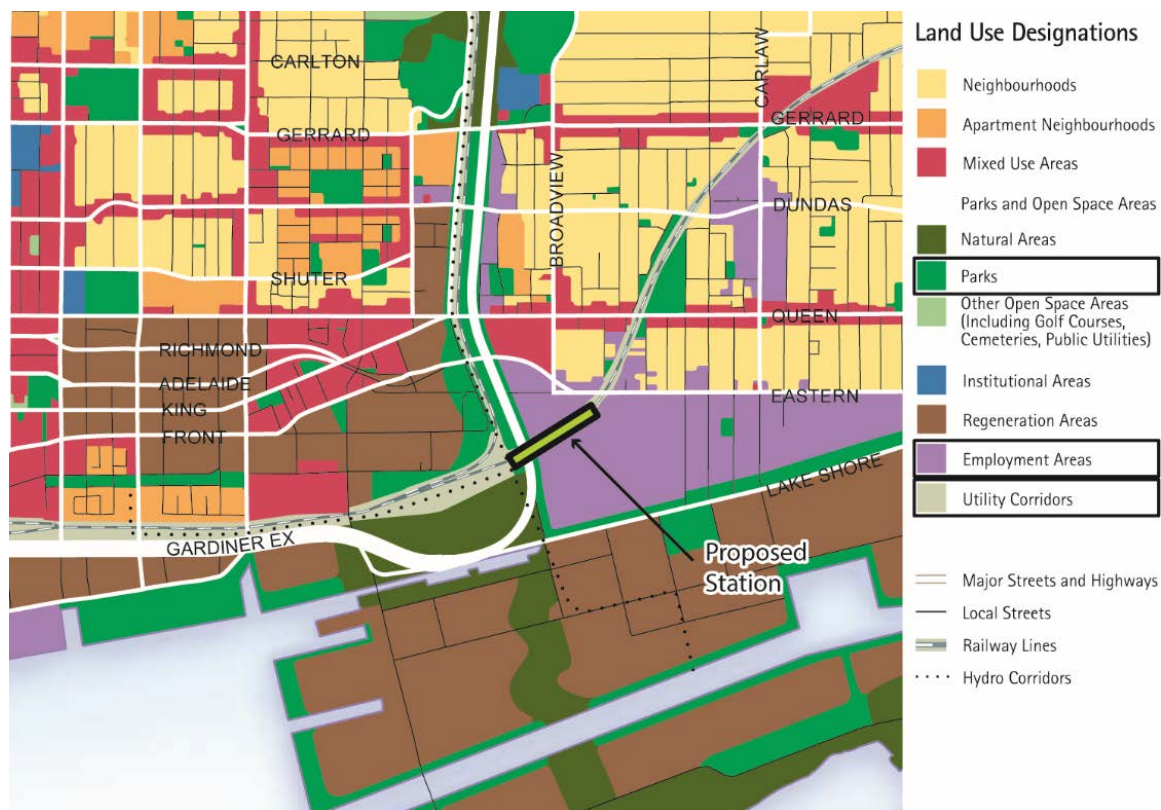 CARLTON
GERRARD
SHUTER
RICHMOND
ADELAIDE
KING
FRONT
GARDINER EX
BROADVIEW
CARLAW
GERRARD
DUNDAS
QUEEN
EASTERN
LAKE SHORE
Proposed
Station
Land Use Designations
Neighbourhoods
Apartment Neighbourhoods
Mixed Use Areas
Parks and Open Space Areas
Natural Areas
Parks
Other Open Space Areas
(Including Golf Courses,
Cemeteries, Public Utilities)
Institutional Areas
Regeneration Areas
Employment Areas
Utility Corridors
Major Streets and Highways
Local Streets
Railway Lines
Hydro Corridors